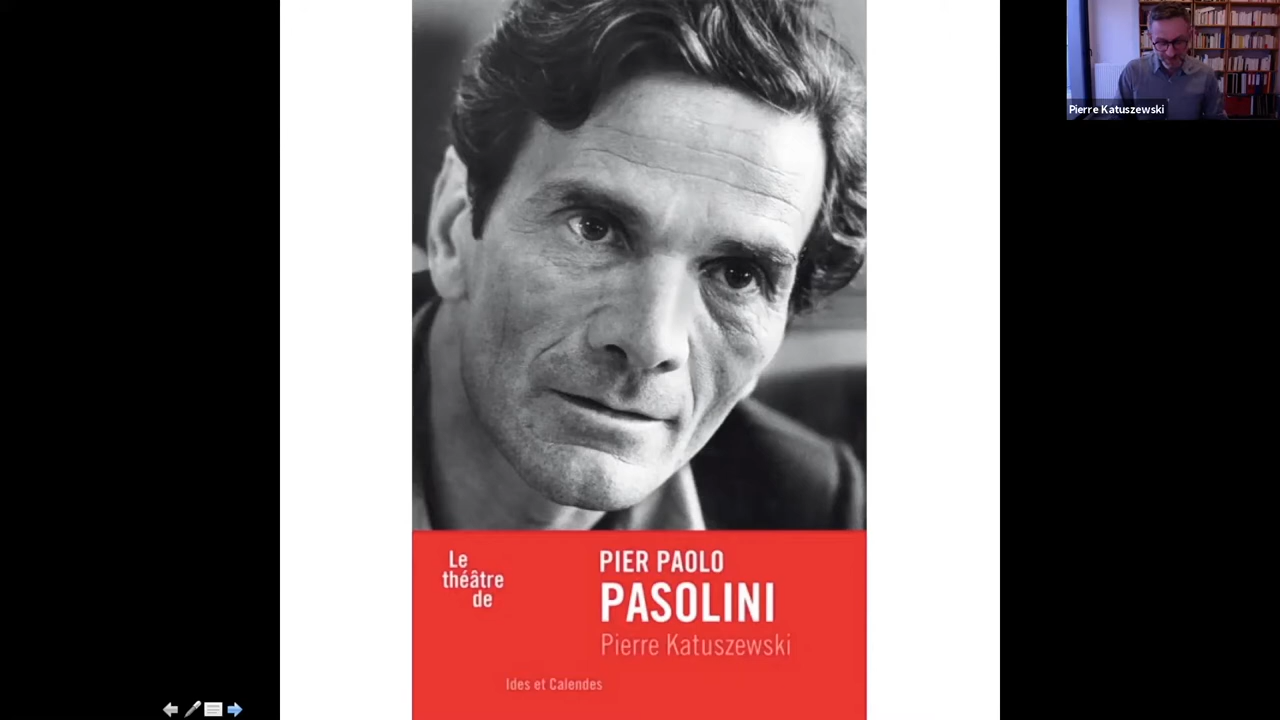 Pierre Katuszewski
Le
théâtre
de
PIER PAOLO
PASOLINI
Pierre Katuszewski
Ides et Calendes